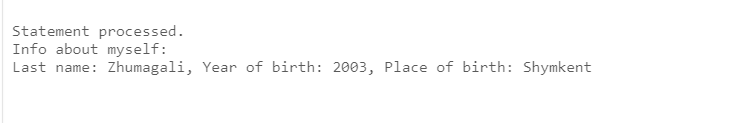 Statement processed.
Info about myself:
Last name: Zhumagali, Year of birth: 2003, Place of birth: Shymkent